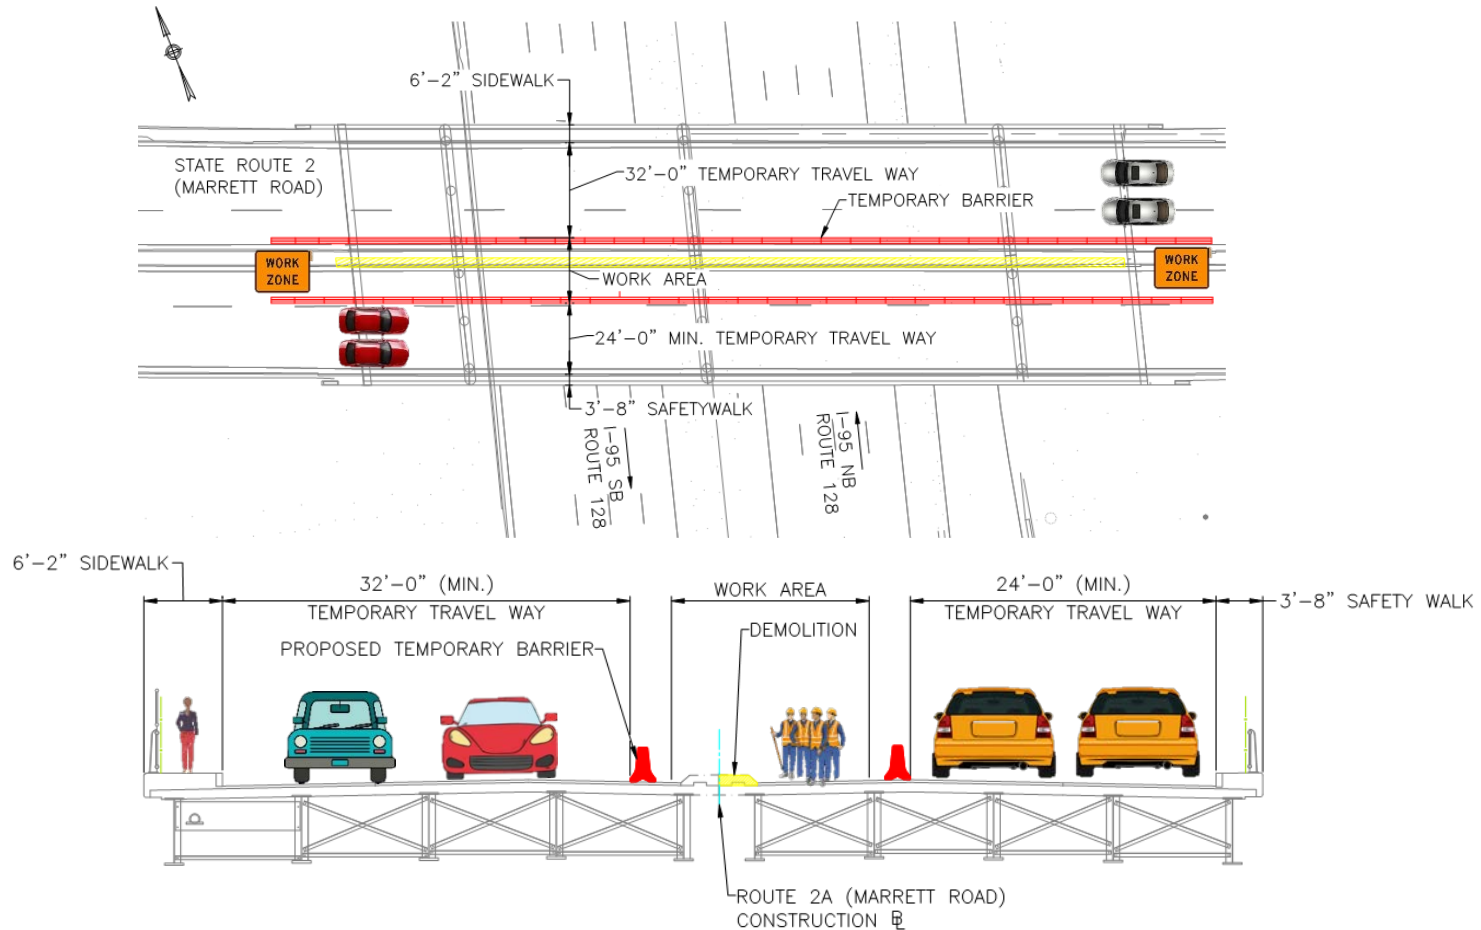 6'-2" SIDEWALK
STATE ROUTE 2
(MARRETT ROAD)
32'-0" TEMPORARY TRAVEL WAY
TEMPORARY BARRIER
WORK
ZONE
WORK AREA
WORK
ZONE
24'-0" MIN. TEMPORARY TRAVEL WAY
3'-8" SAFETYWALK
I-95 SB
ROUTE 128
I-95 NB
ROUTE 128
6'-2" SIDEWALK
32'-0" (MIN.)
TEMPORARY TRAVEL WAY
WORK AREA
24'-0" (MIN.)
TEMPORARY TRAVEL WAY
3'-8" SAFETY WALK
DEMOLITION
PROPOSED TEMPORARY BARRIER
ROUTE 2A (MARRETT ROAD)
CONSTRUCTION BL